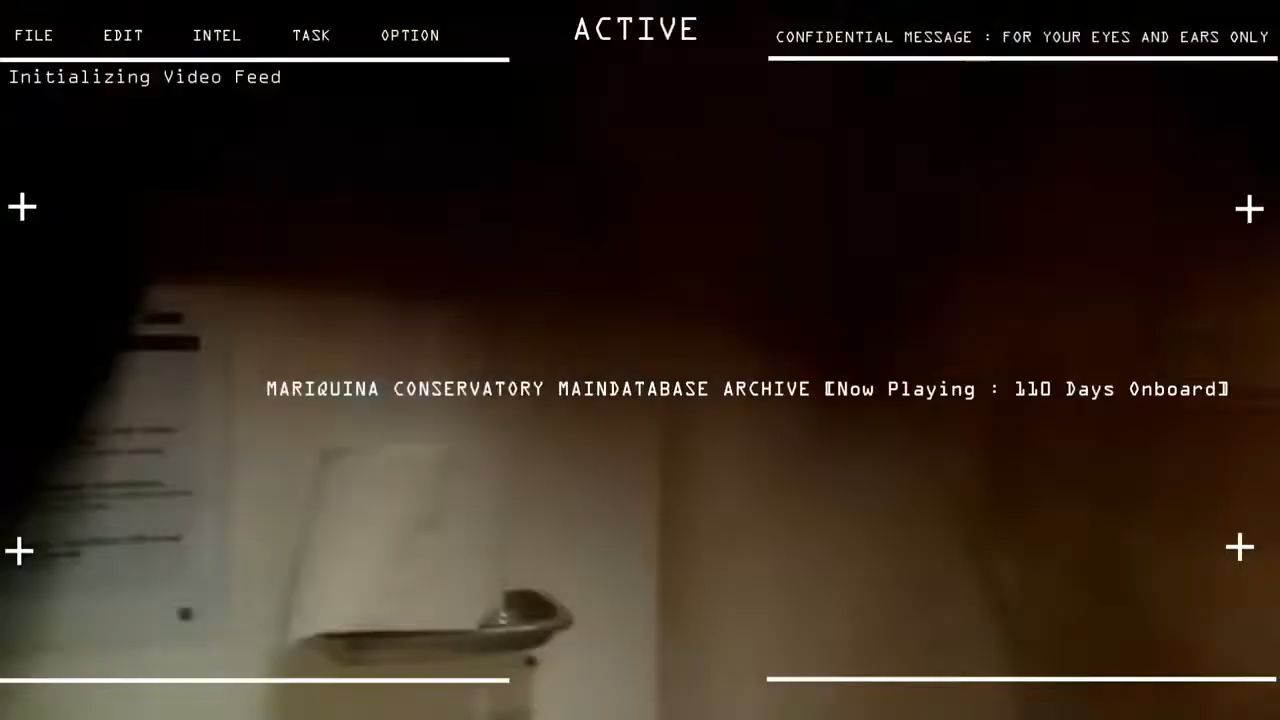 FILE EDIT INTEL TASK OPTION
ACTIVE
CONFIDENTIAL MESSAGE : FOR YOUR EYES AND EARS ONLY
Initializing Video Feed
MARIQUINA CONSERVATORY MAINDATABASE ARCHIVE [Now Playing : 110 Days Onboard]